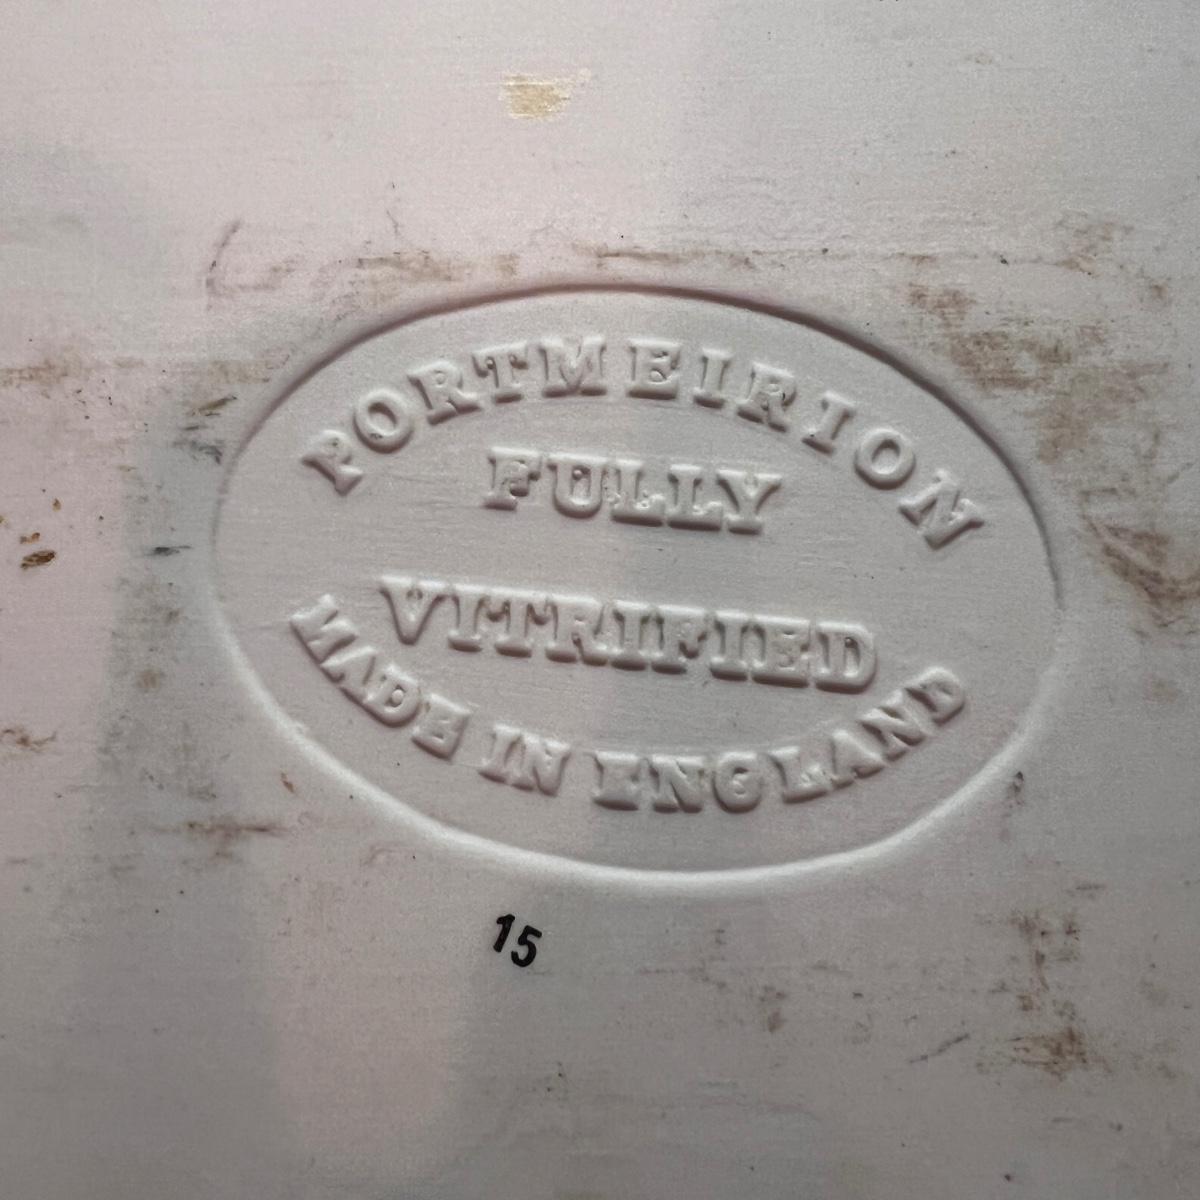 PORTMEIRION
FULLY
VITRIFIED
MADE IN ENGLAND
15